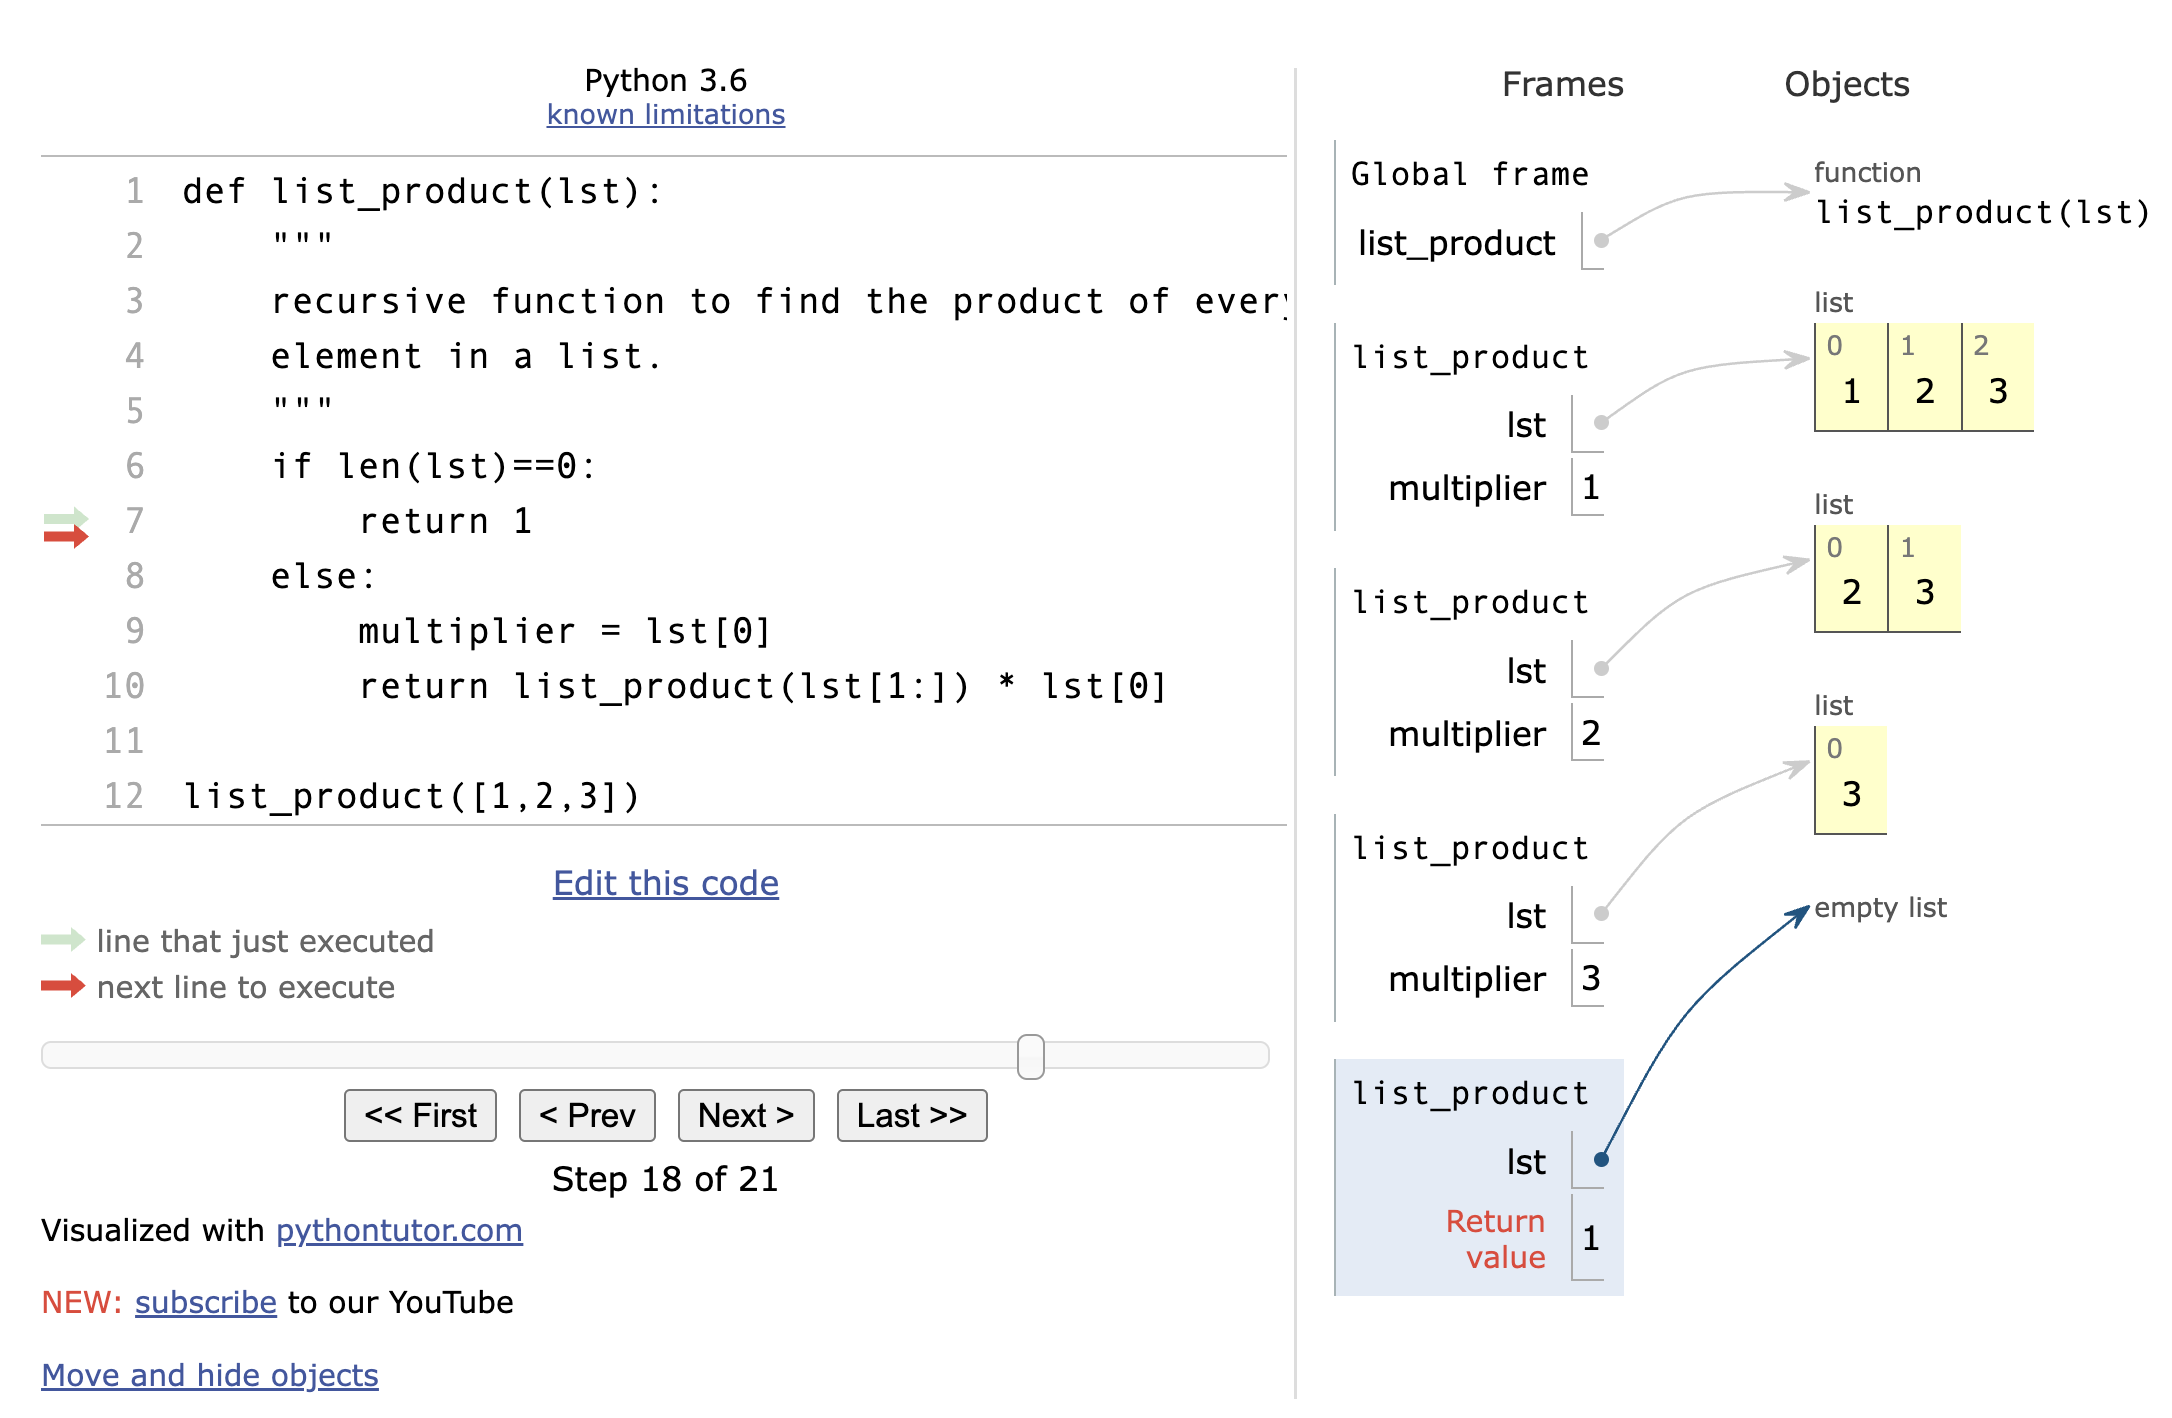 Python 3.6
known limitations
1 def list_product(lst):
2 """
3 recursive function to find the product of every
4 element in a list.
5 """
6 if len(lst)==0:
7 return 1
8 else:
9 multiplier = lst[0]
10 return list_product(lst[1:]) * lst[0]
11
12 list_product([1,2,3])
Edit this code
line that just executed
next line to execute
<< First < Prev Next > Last >>
Step 18 of 21
Visualized with pythontutor.com
NEW: subscribe to our YouTube
Move and hide objects
Frames Objects
Global frame
list_product
function
list_product(lst)
list_product
lst
multiplier 1
list
0 1 2
1 2 3
list_product
lst
multiplier 2
list
0 1
2 3
list_product
lst
multiplier 3
list
0
3
list_product
lst
Return
value 1
empty list